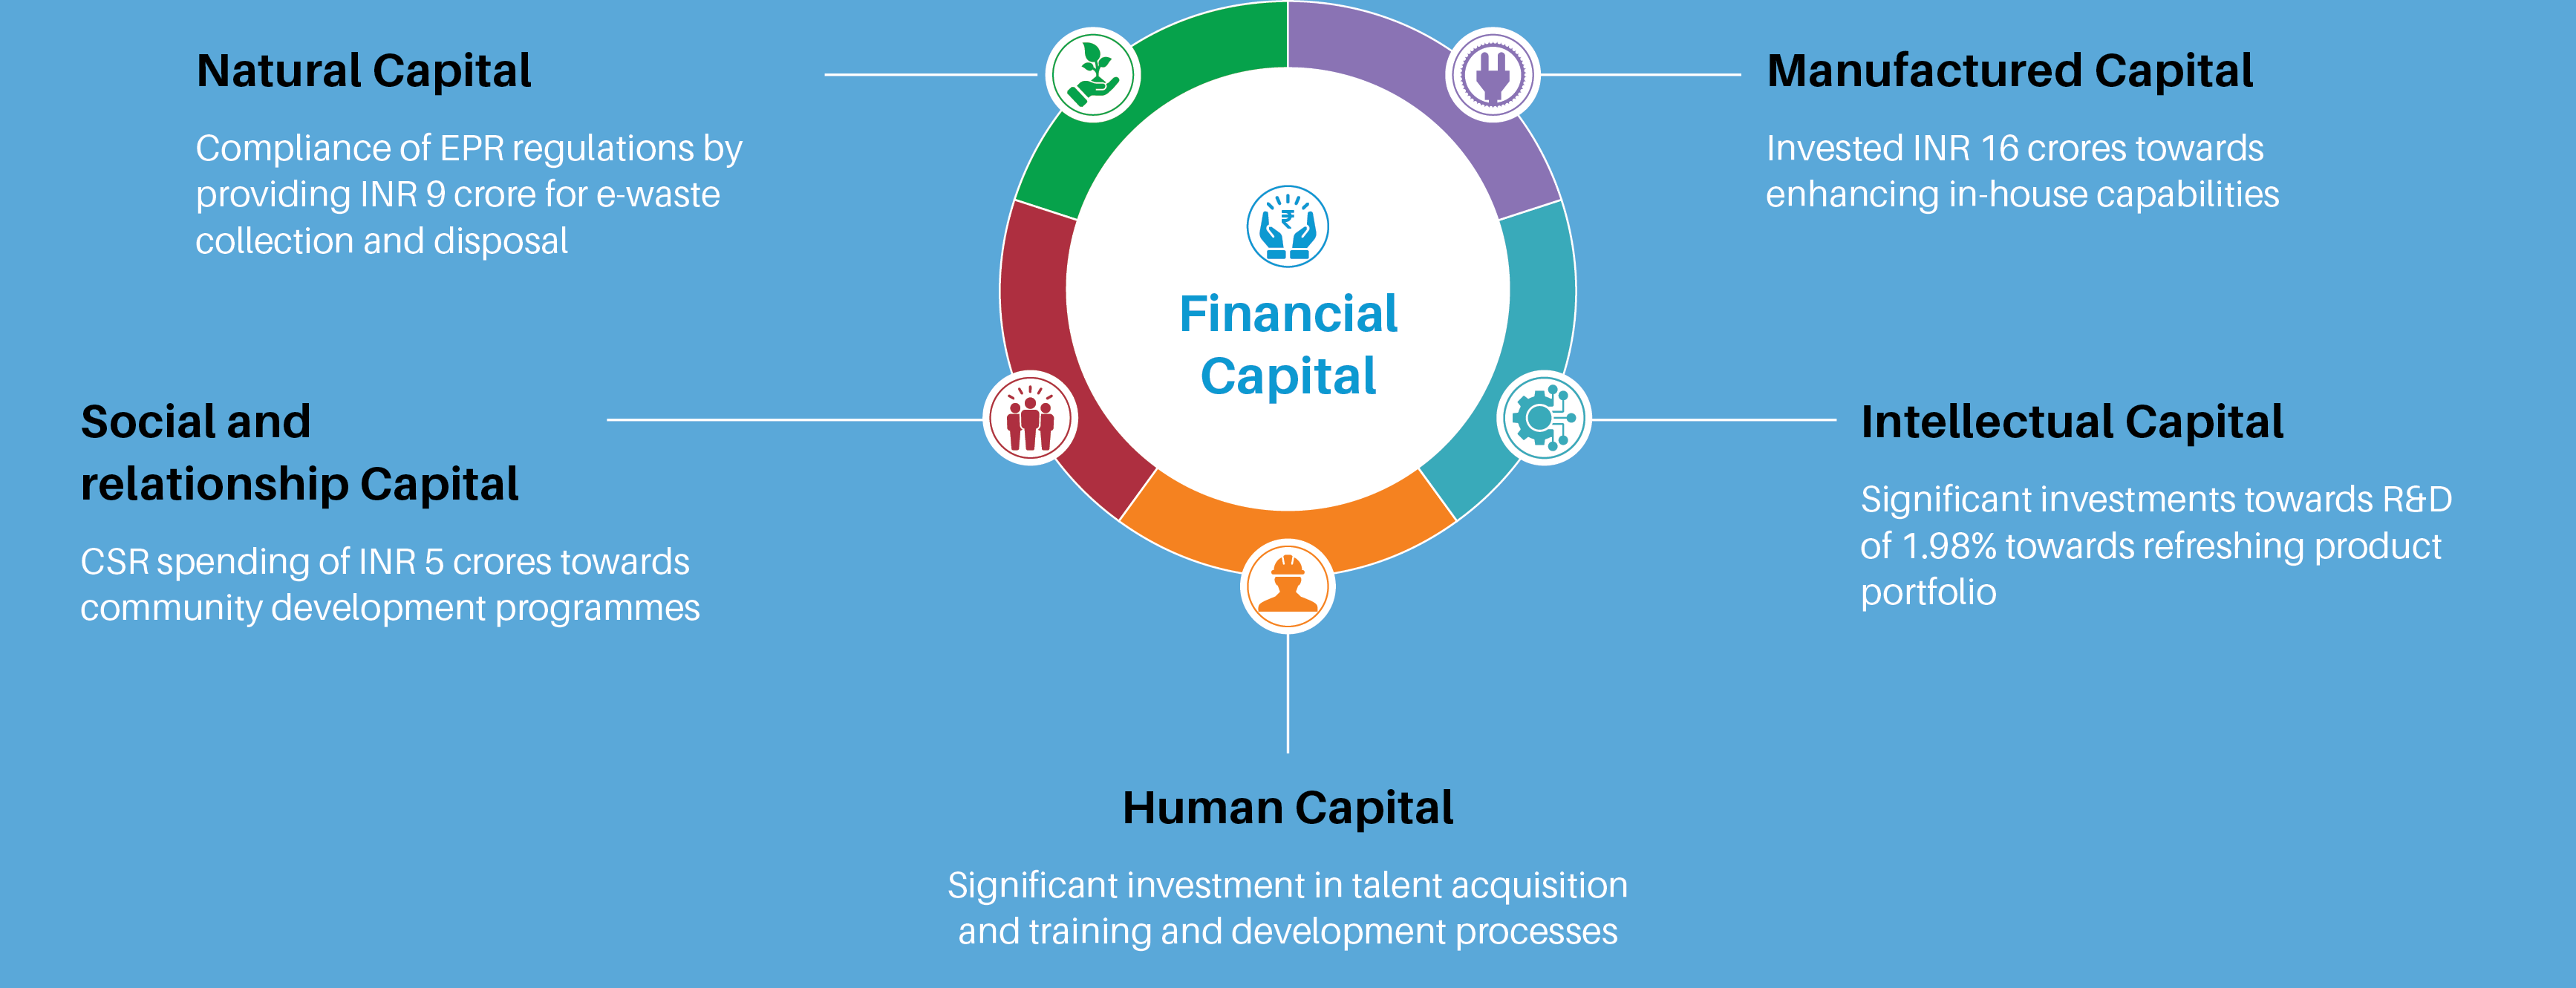 Natural Capital
Compliance of EPR regulations by
providing INR 9 crore for e-waste
collection and disposal
Manufactured Capital
Invested INR 16 crores towards
enhancing in-house capabilities
₹
Financial
Capital
Social and
relationship Capital
CSR spending of INR 5 crores towards
community development programmes
Intellectual Capital
Significant investments towards R&D
of 1.98% towards refreshing product
portfolio
Human Capital
Significant investment in talent acquisition
and training and development processes